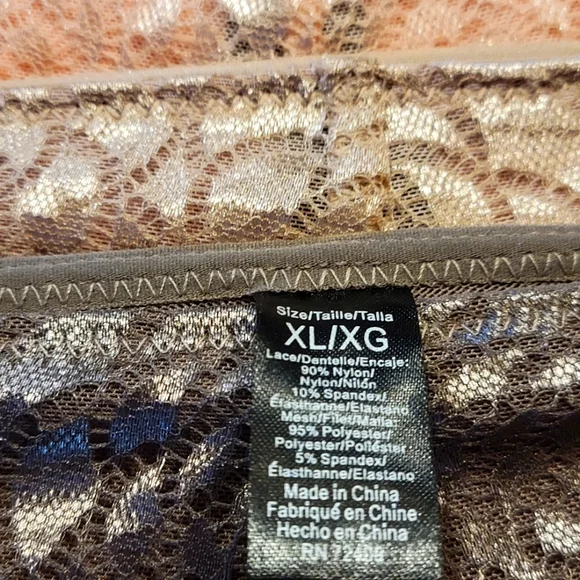 Size/Taille/Talla
XL/XG
Lace/Dentelle/Encaje:
90% Nylon/
Nylon/Nilón
10% Spandex/
Élasthanne/Elastano
Mesh/Filet/Malla:
95% Polyester/
Polyester/Poliéster
5% Spandex/
Élasthanne/Elastano
Made in China
Fabriqué en Chine
Hecho en China
RN